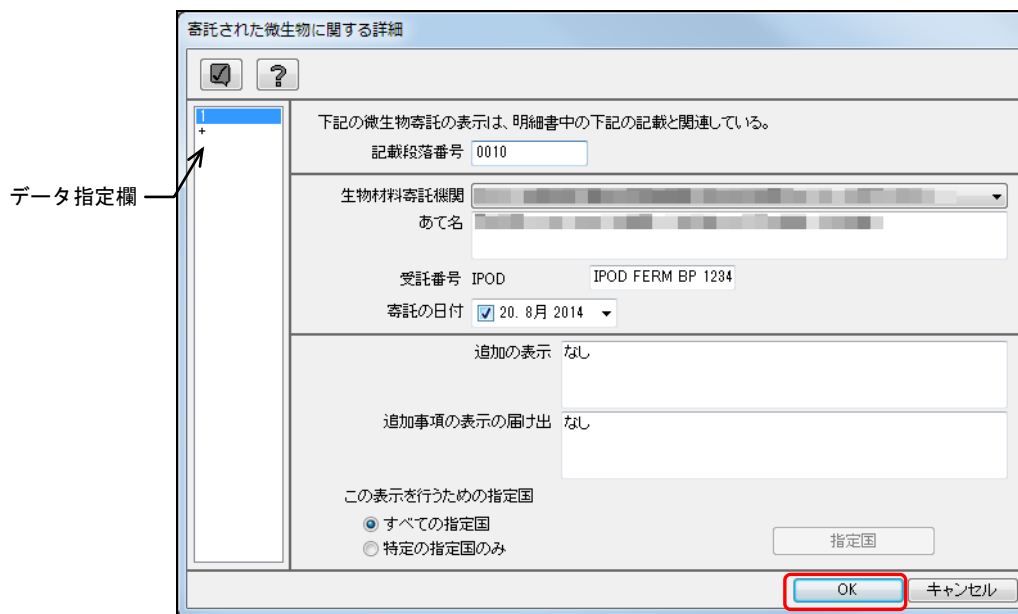 寄託された微生物に関する詳細
?
1
+
データ指定欄
下記の微生物寄託の表示は、明細書中の下記の記載と関連している。
記載段落番号 0010
生物材料寄託機関
あて名
受託番号 IPOD IPOD FERM BP 1234
寄託の日付 20. 8月 2014
追加の表示 なし
追加事項の表示の届け出 なし
この表示を行うための指定国
すべての指定国
特定の指定国のみ
指定国
OK キャンセル